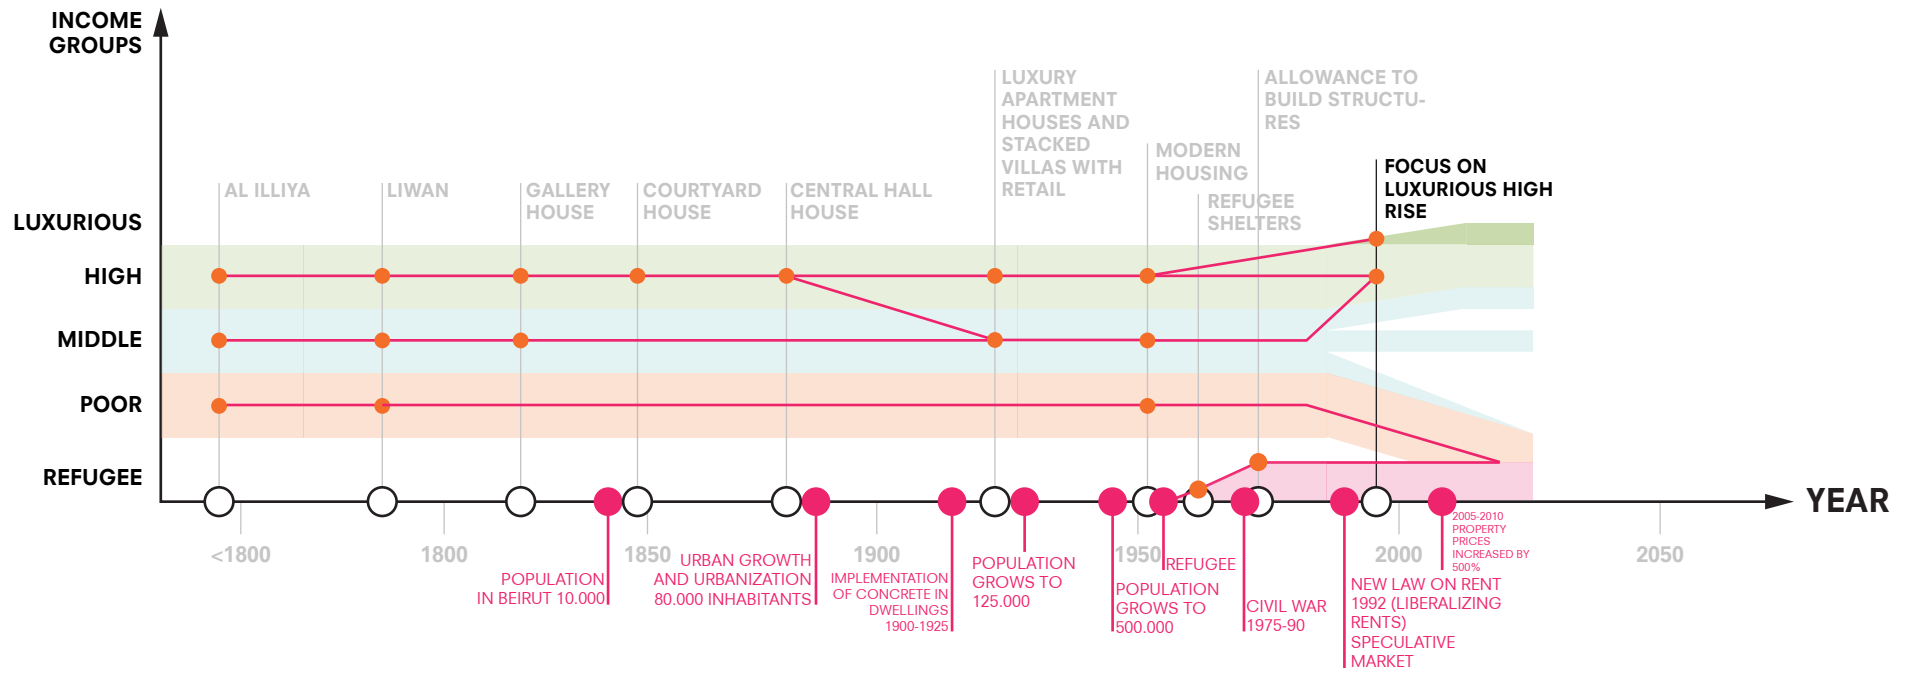 INCOME
GROUPS
LUXURIOUS
HIGH
MIDDLE
POOR
REFUGEE
AL ILLIYA
LIWAN
GALLERY
HOUSE
COURTYARD
HOUSE
CENTRAL HALL
HOUSE
LUXURY
APARTMENT
HOUSES AND
STACKED
VILLAS WITH
RETAIL
MODERN
HOUSING
REFUGEE
SHELTERS
ALLOWANCE TO
BUILD STRUCTU-
RES
FOCUS ON
LUXURIOUS HIGH
RISE
YEAR
<1800
1800
1850
1900
1950
2000
2050
POPULATION
IN BEIRUT 10.000
URBAN GROWTH
AND URBANIZATION
80.000 INHABITANTS
IMPLEMENTATION
OF CONCRETE IN
DWELLINGS
1900-1925
POPULATION
GROWS TO
125.000
POPULATION
GROWS TO
500.000
REFUGEE
CIVIL WAR
1975-90
NEW LAW ON RENT
1992 (LIBERALIZING
RENTS)
SPECULATIVE
MARKET
2005-2010
PROPERTY
PRICES
INCREASED BY
500%